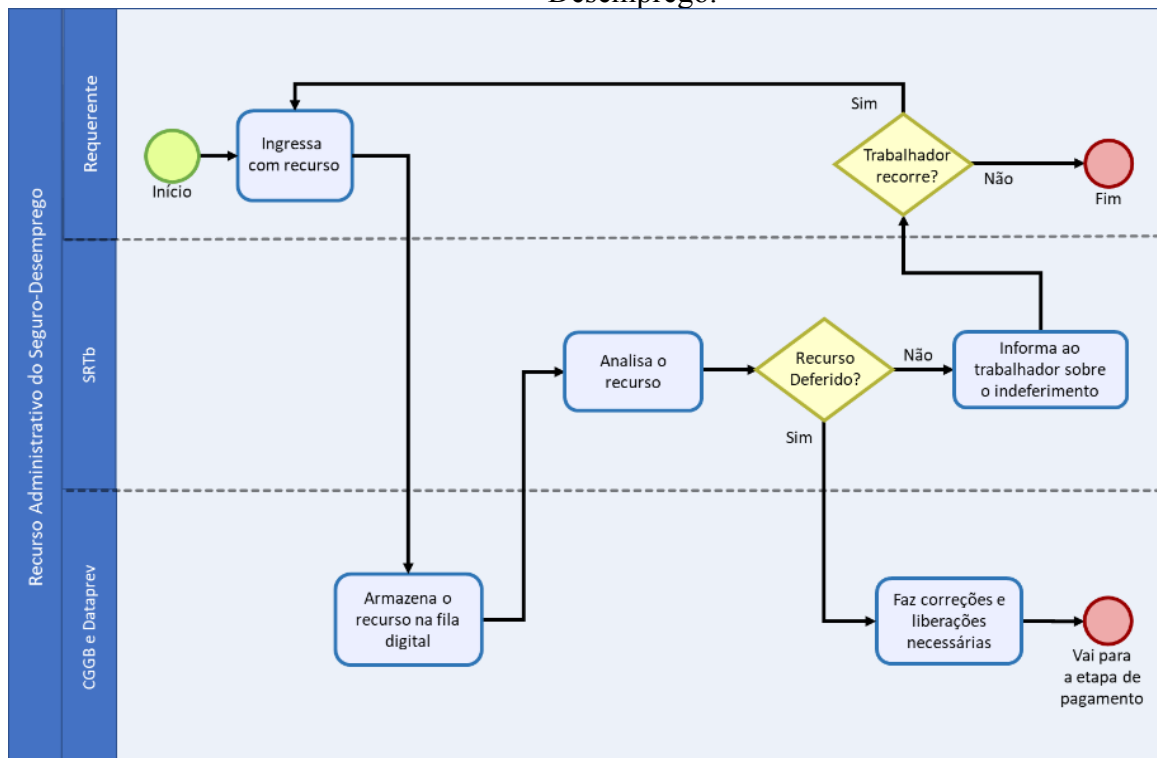 Desemprego.
Recurso Administrativo do Seguro-Desemprego
Requerente
Início
Ingressa
com recurso
Sim
Trabalhador
recorre?
Não
Fim
SRTb
Analisa o
recurso
Recurso
Deferido?
Não
Sim
Informa ao
trabalhador sobre
o indeferimento
CGGB e Dataprev
Armazena o
recurso na fila
digital
Faz correções e
liberações
necessárias
Vai para
a etapa de
pagamento